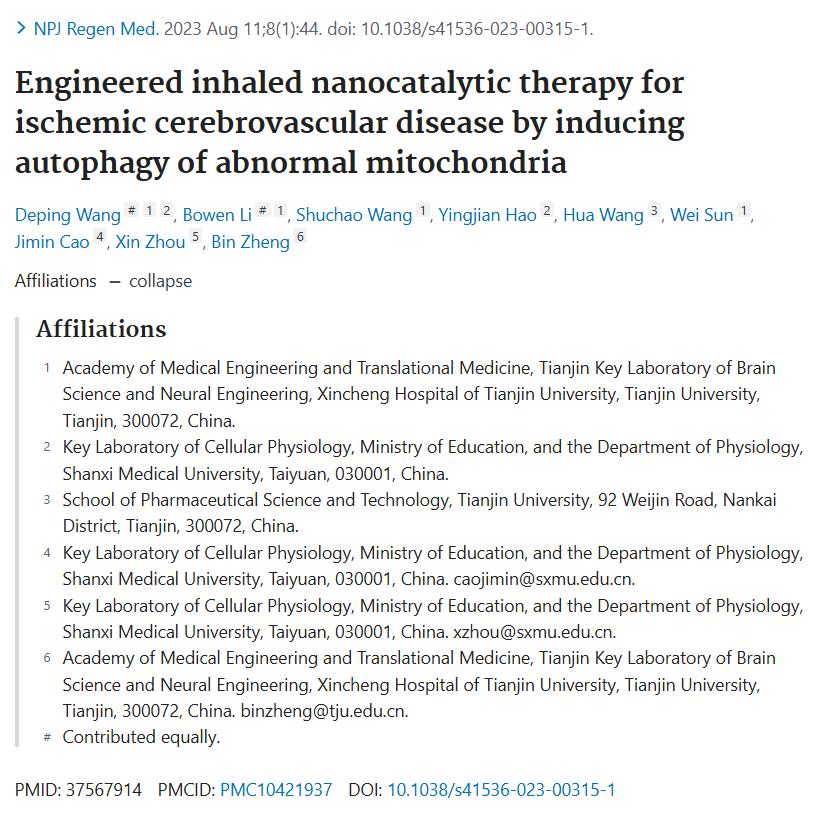 NPJ Regen Med. 2023 Aug 11;8(1):44. doi: 10.1038/s41536-023-00315-1.
Engineered inhaled nanocatalytic therapy for
ischemic cerebrovascular disease by inducing
autophagy of abnormal mitochondria
Deping Wang # 1 2, Bowen Li # 1, Shuchao Wang 1, Yingjian Hao 2, Hua Wang 3, Wei Sun 1,
Jimin Cao 4, Xin Zhou 5, Bin Zheng 6
Affiliations – collapse
Affiliations
1 Academy of Medical Engineering and Translational Medicine, Tianjin Key Laboratory of Brain
Science and Neural Engineering, Xincheng Hospital of Tianjin University, Tianjin University,
Tianjin, 300072, China.
2 Key Laboratory of Cellular Physiology, Ministry of Education, and the Department of Physiology,
Shanxi Medical University, Taiyuan, 030001, China.
3 School of Pharmaceutical Science and Technology, Tianjin University, 92 Weijin Road, Nankai
District, Tianjin, 300072, China.
4 Key Laboratory of Cellular Physiology, Ministry of Education, and the Department of Physiology,
Shanxi Medical University, Taiyuan, 030001, China. caojimin@sxmu.edu.cn.
5 Key Laboratory of Cellular Physiology, Ministry of Education, and the Department of Physiology,
Shanxi Medical University, Taiyuan, 030001, China. xzhou@sxmu.edu.cn.
6 Academy of Medical Engineering and Translational Medicine, Tianjin Key Laboratory of Brain
Science and Neural Engineering, Xincheng Hospital of Tianjin University, Tianjin University,
Tianjin, 300072, China. binzheng@tju.edu.cn.
# Contributed equally.
PMID: 37567914 PMCID: PMC10421937 DOI: 10.1038/s41536-023-00315-1